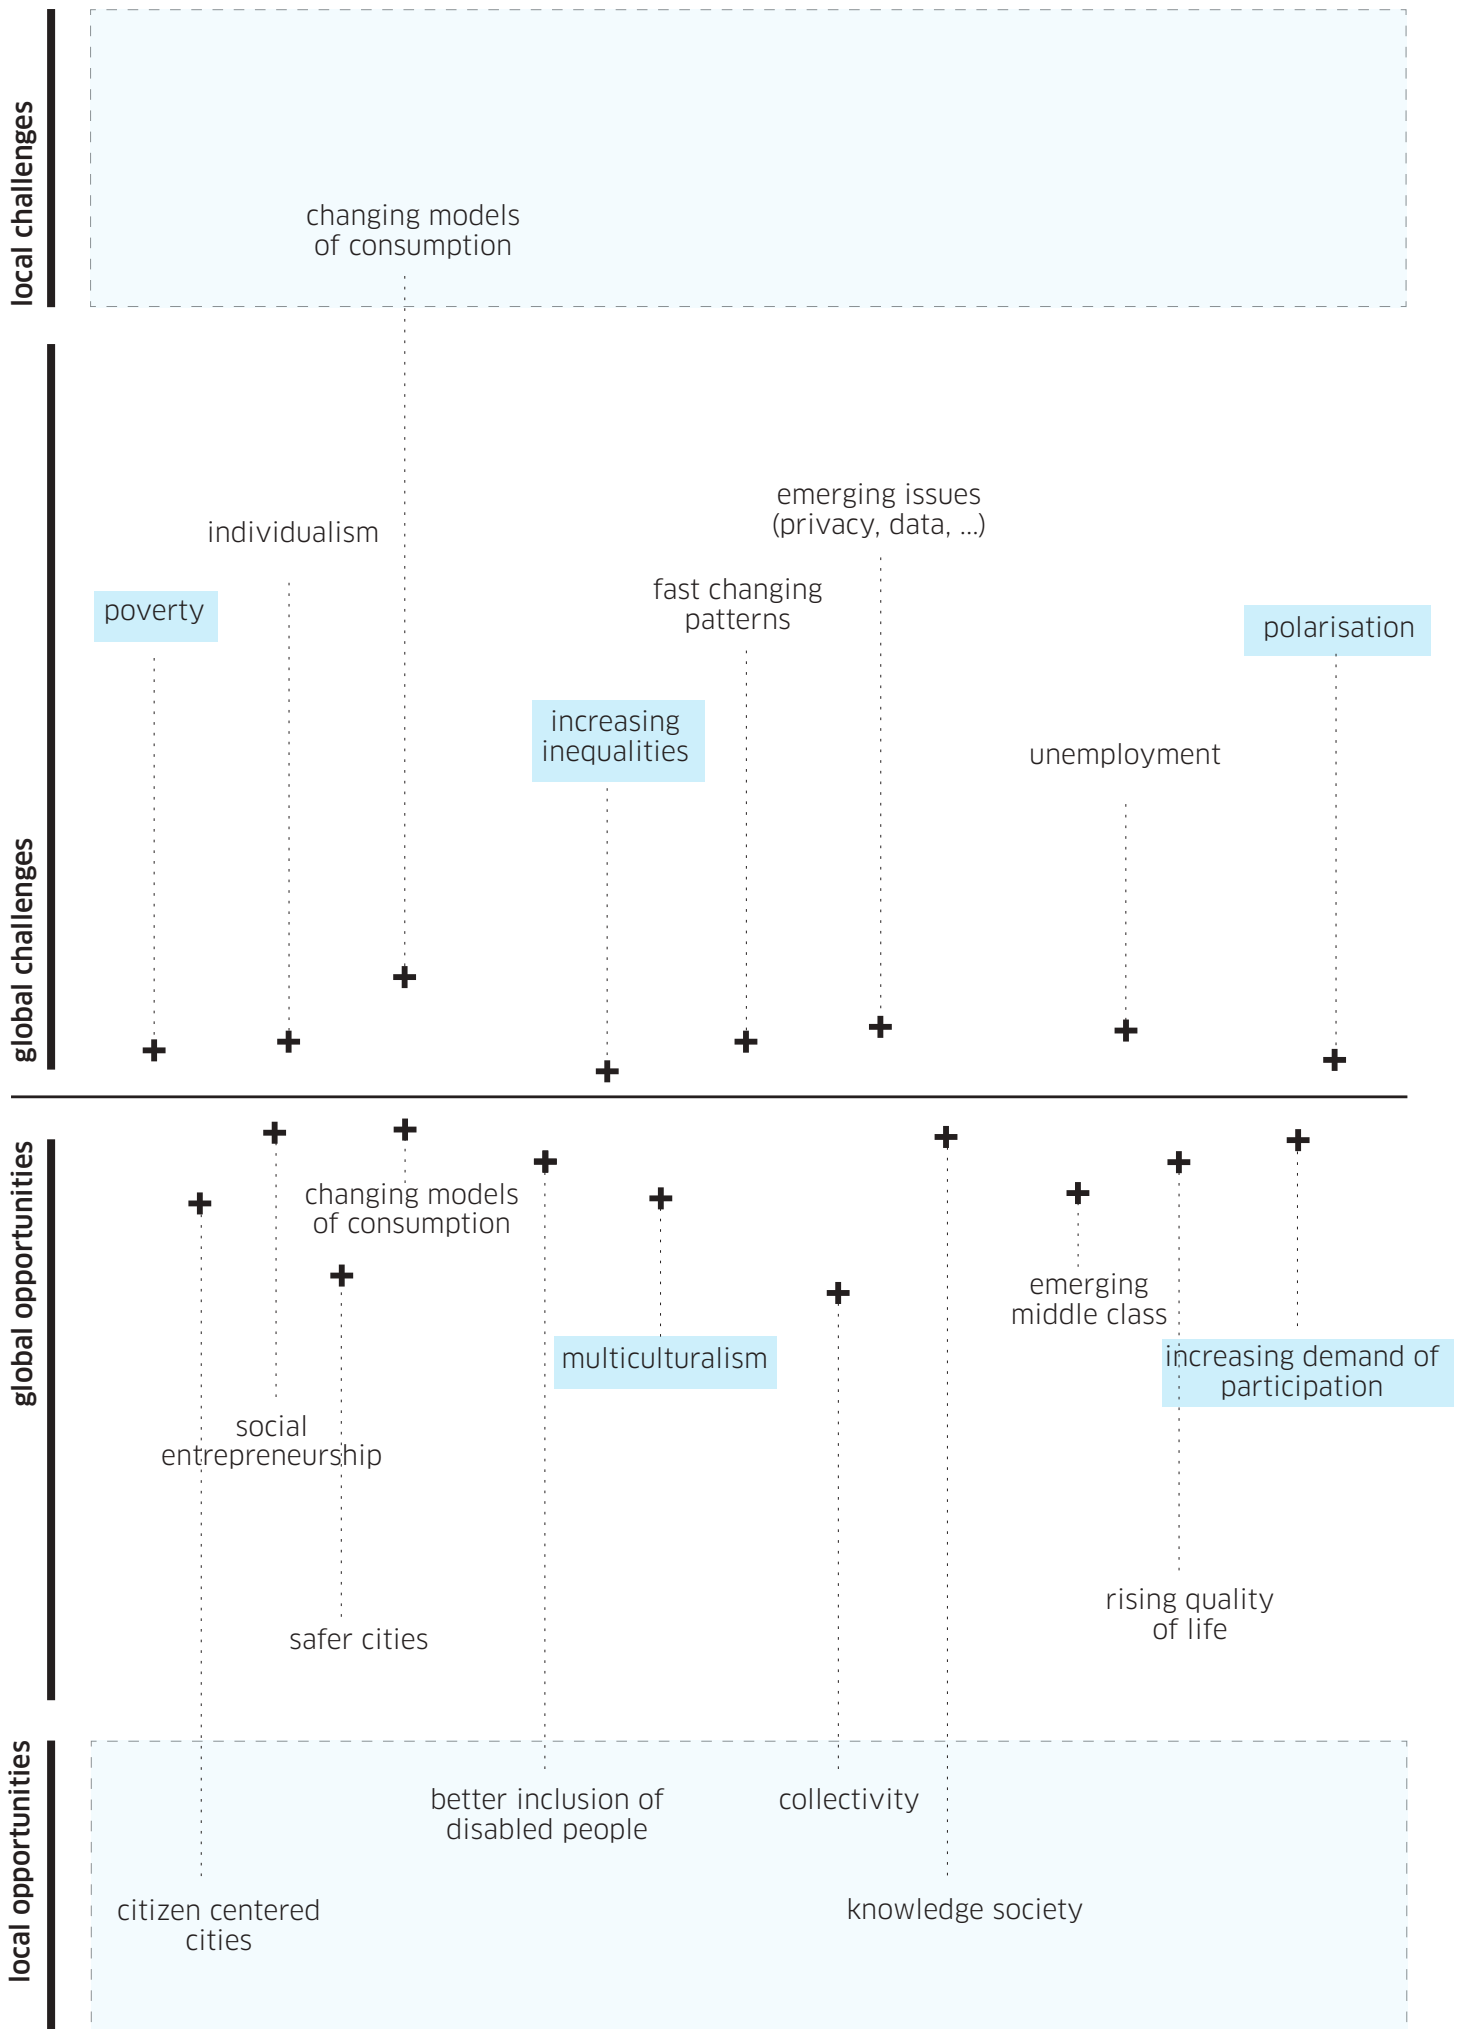 local challenges
changing models
of consumption
global challenges
emerging issues
(privacy, data, ...)
individualism
fast changing
patterns
poverty
polarisation
increasing
inequalities
unemployment
global opportunities
changing models
of consumption
emerging
middle class
multiculturalism
increasing demand of
participation
social
entrepreneurship
rising quality
of life
safer cities
local opportunities
better inclusion of
disabled people
collectivity
citizen centered
cities
knowledge society